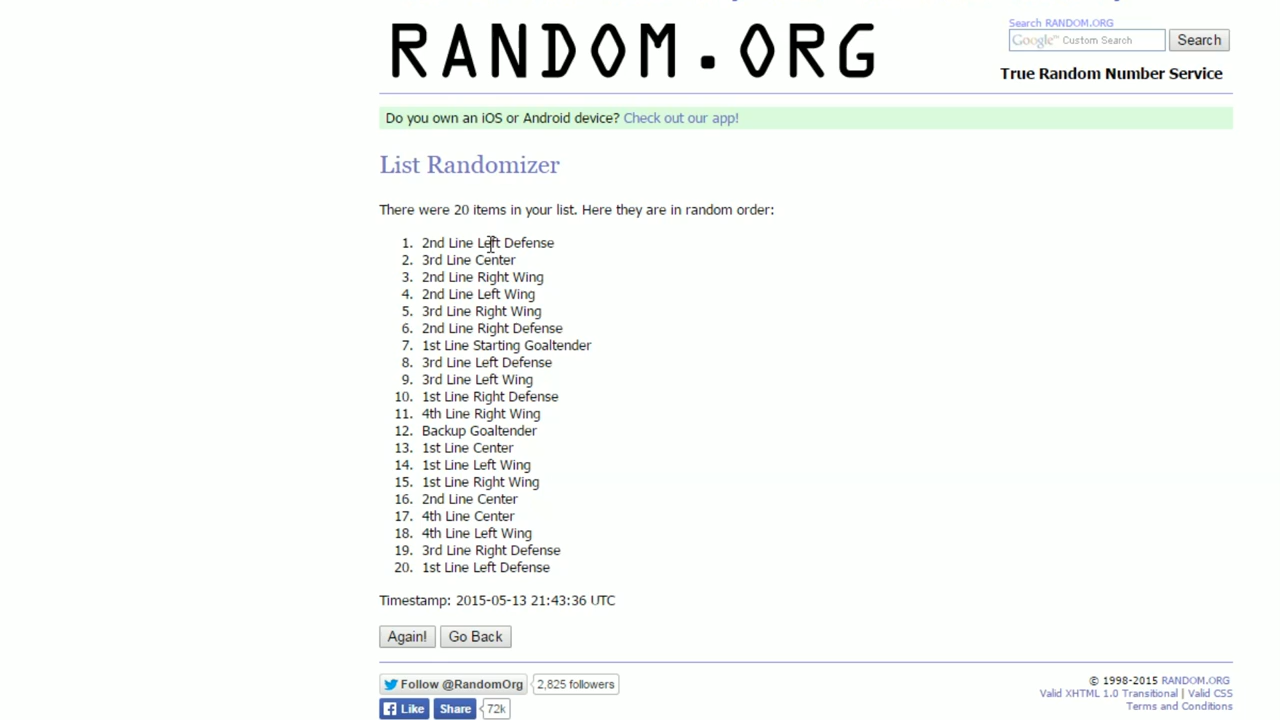 RANDOM.ORG
Search RANDOM.ORG
Google™ Custom Search
Search
True Random Number Service
Do you own an iOS or Android device? Check out our app!
List Randomizer
There were 20 items in your list. Here they are in random order:
1. 2nd Line Left Defense
2. 3rd Line Center
3. 2nd Line Right Wing
4. 2nd Line Left Wing
5. 3rd Line Right Wing
6. 2nd Line Right Defense
7. 1st Line Starting Goaltender
8. 3rd Line Left Defense
9. 3rd Line Left Wing
10. 1st Line Right Defense
11. 4th Line Right Wing
12. Backup Goaltender
13. 1st Line Center
14. 1st Line Left Wing
15. 1st Line Right Wing
16. 2nd Line Center
17. 4th Line Center
18. 4th Line Left Wing
19. 3rd Line Right Defense
20. 1st Line Left Defense
Timestamp: 2015-05-13 21:43:36 UTC
Again! Go Back
Follow @RandomOrg 2,825 followers
Like Share 72k
© 1998-2015 RANDOM.ORG
Valid XHTML 1.0 Transitional | Valid CSS
Terms and Conditions